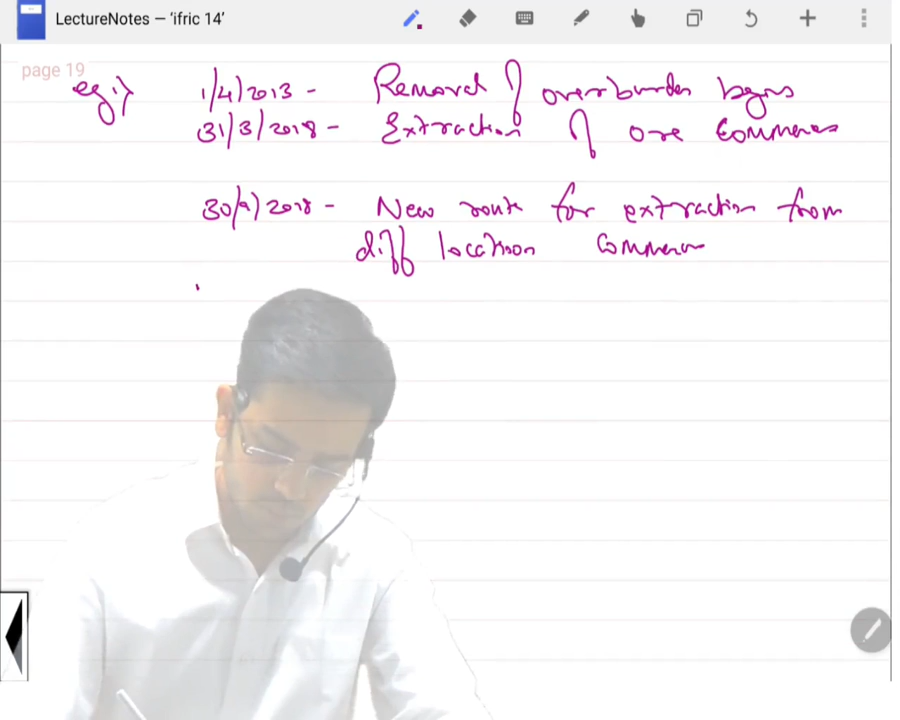 LectureNotes – ‘ifric 14’
page 19
eg:) 1/4/2013 - Removal of overburden begins
31/3/2018 - Extraction of ore Commences
30/9/2018 - New route for extraction from
diff location Commences